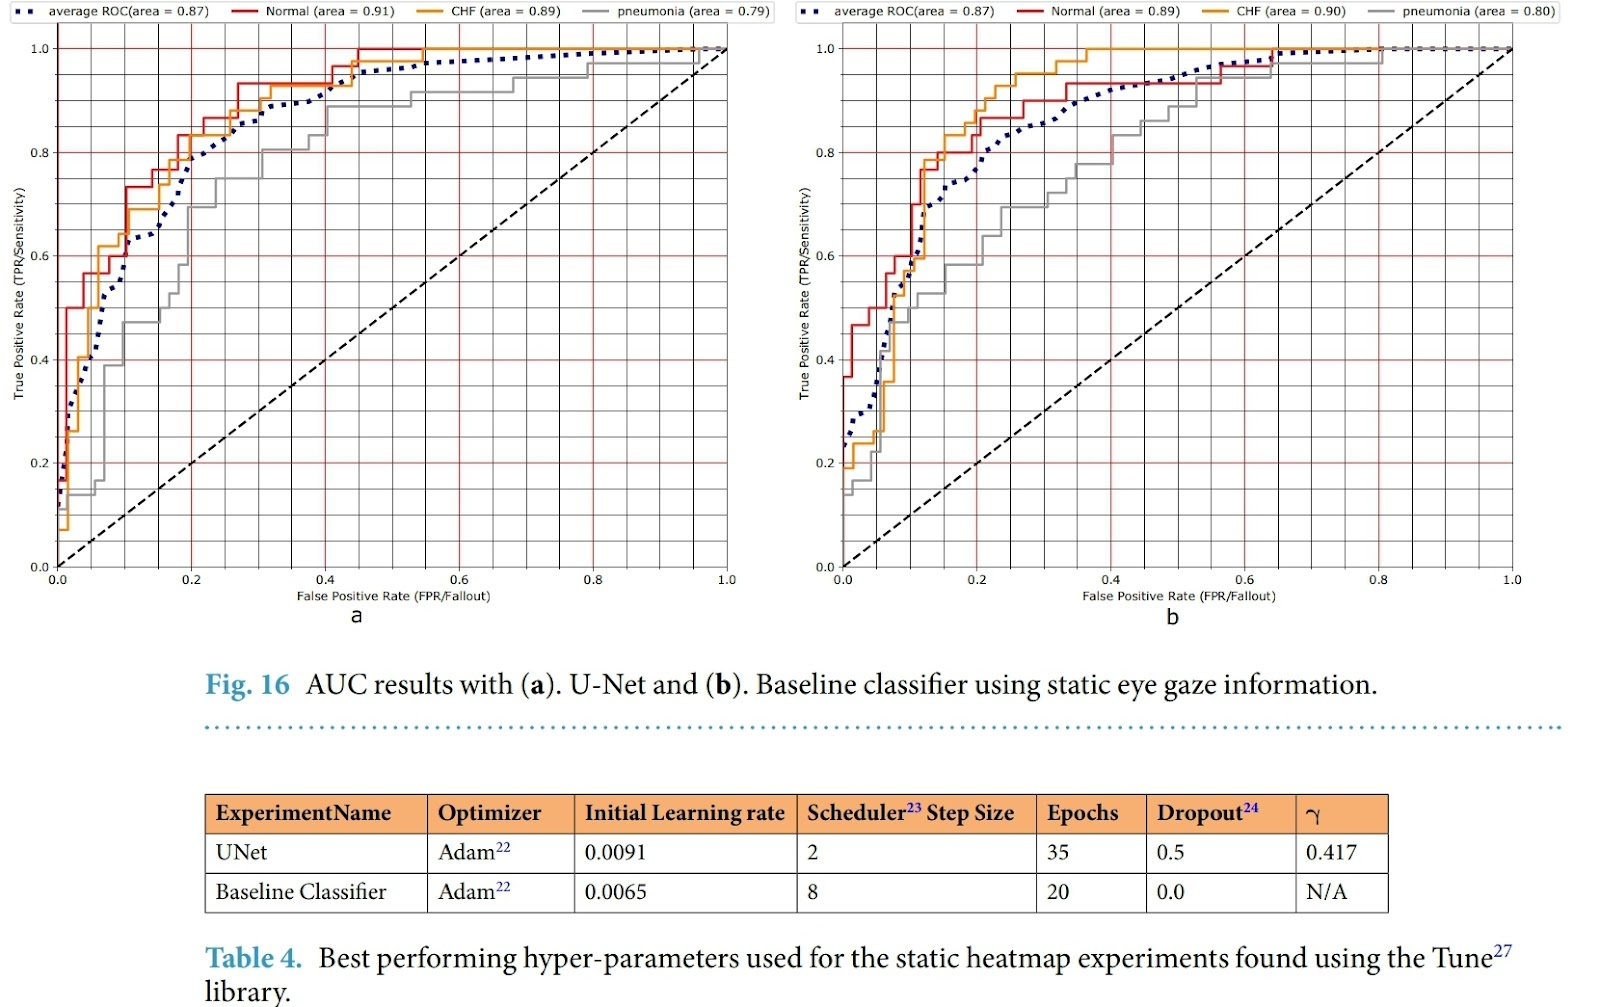 average ROC(area = 0.87) Normal (area = 0.91) CHF (area = 0.89) pneumonia (area = 0.79)
1.0
0.8
0.6
0.4
0.2
0.0
True Positive Rate (TPR/Sensitivity)
0.0 0.2 0.4 0.6 0.8 1.0
False Positive Rate (FPR/Fallout)
a
average ROC(area = 0.87) Normal (area = 0.89) CHF (area = 0.90) pneumonia (area = 0.80)
1.0
0.8
0.6
0.4
0.2
0.0
True Positive Rate (TPR/Sensitivity)
0.0 0.2 0.4 0.6 0.8 1.0
False Positive Rate (FPR/Fallout)
b
Fig. 16 AUC results with (a). U-Net and (b). Baseline classifier using static eye gaze information.
ExperimentName Optimizer Initial Learning rate Scheduler23 Step Size Epochs Dropout24 γ
UNet Adam22 0.0091 2 35 0.5 0.417
Baseline Classifier Adam22 0.0065 8 20 0.0 N/A
Table 4. Best performing hyper-parameters used for the static heatmap experiments found using the Tune27
library.